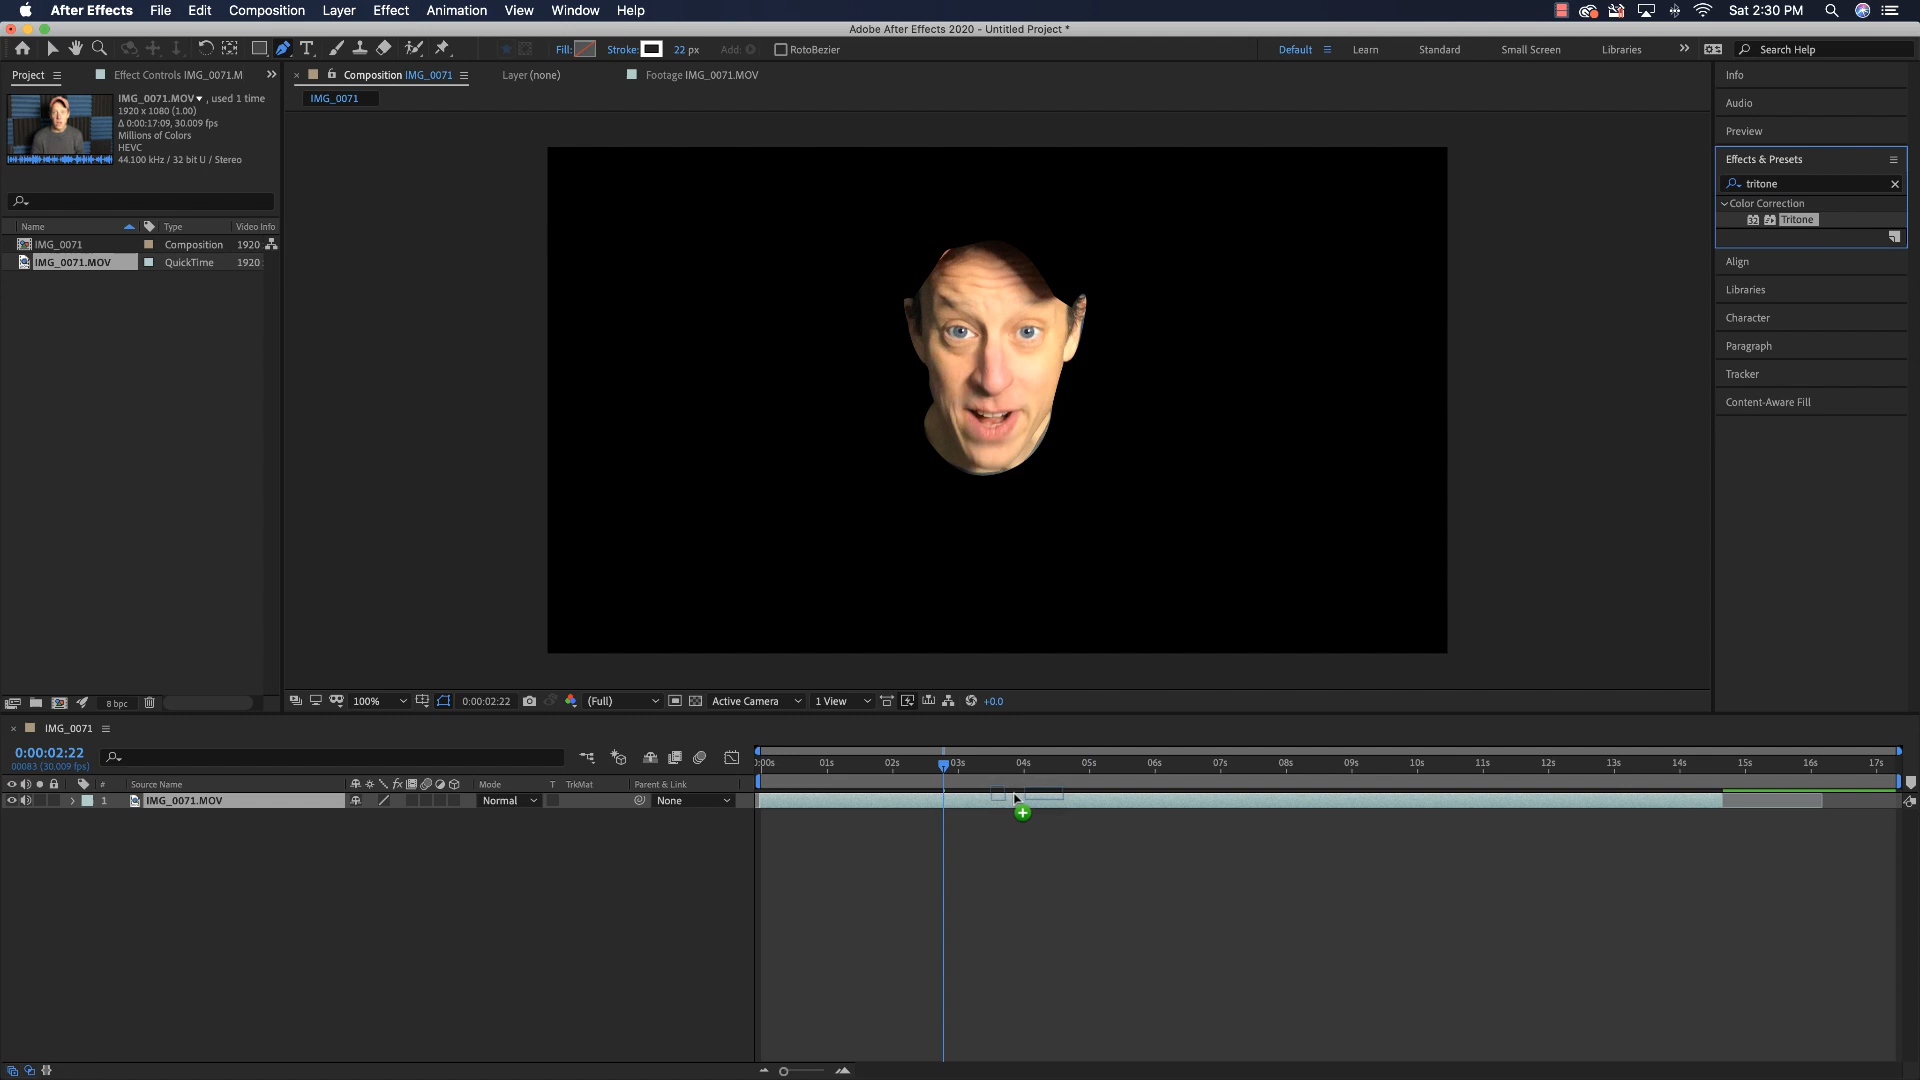 After Effects File Edit Composition Layer Effect Animation View Window Help Sat 2:30 PM
Adobe After Effects 2020 - Untitled Project *
Fill: Stroke: 22 px Add: RotoBezier Default Learn Standard Small Screen Libraries Search Help
Project Effect Controls IMG_0071.M Composition IMG_0071 Layer (none) Footage IMG_0071.MOV Info
IMG_0071.MOV , used 1 time
1920 x 1080 (1.00)
Δ 0:00:17:09, 30.009 fps
Millions of Colors
HEVC
44.100 kHz / 32 bit U / Stereo
IMG_0071
Audio
Preview
Effects & Presets
tritone
Color Correction
32 Tritone
Align
Libraries
Character
Paragraph
Tracker
Content-Aware Fill
Name Type Video Info
IMG_0071 Composition 1920
IMG_0071.MOV QuickTime 1920
8 bpc 100% 0:00:02:22 (Full) Active Camera 1 View +0.0
IMG_0071
0:00:02:22
00083 (30.009 fps)
:00s 01s 02s 03s 04s 05s 06s 07s 08s 09s 10s 11s 12s 13s 14s 15s 16s 17s
# Source Name fx Mode T TrkMat Parent & Link
1 IMG_0071.MOV Normal None